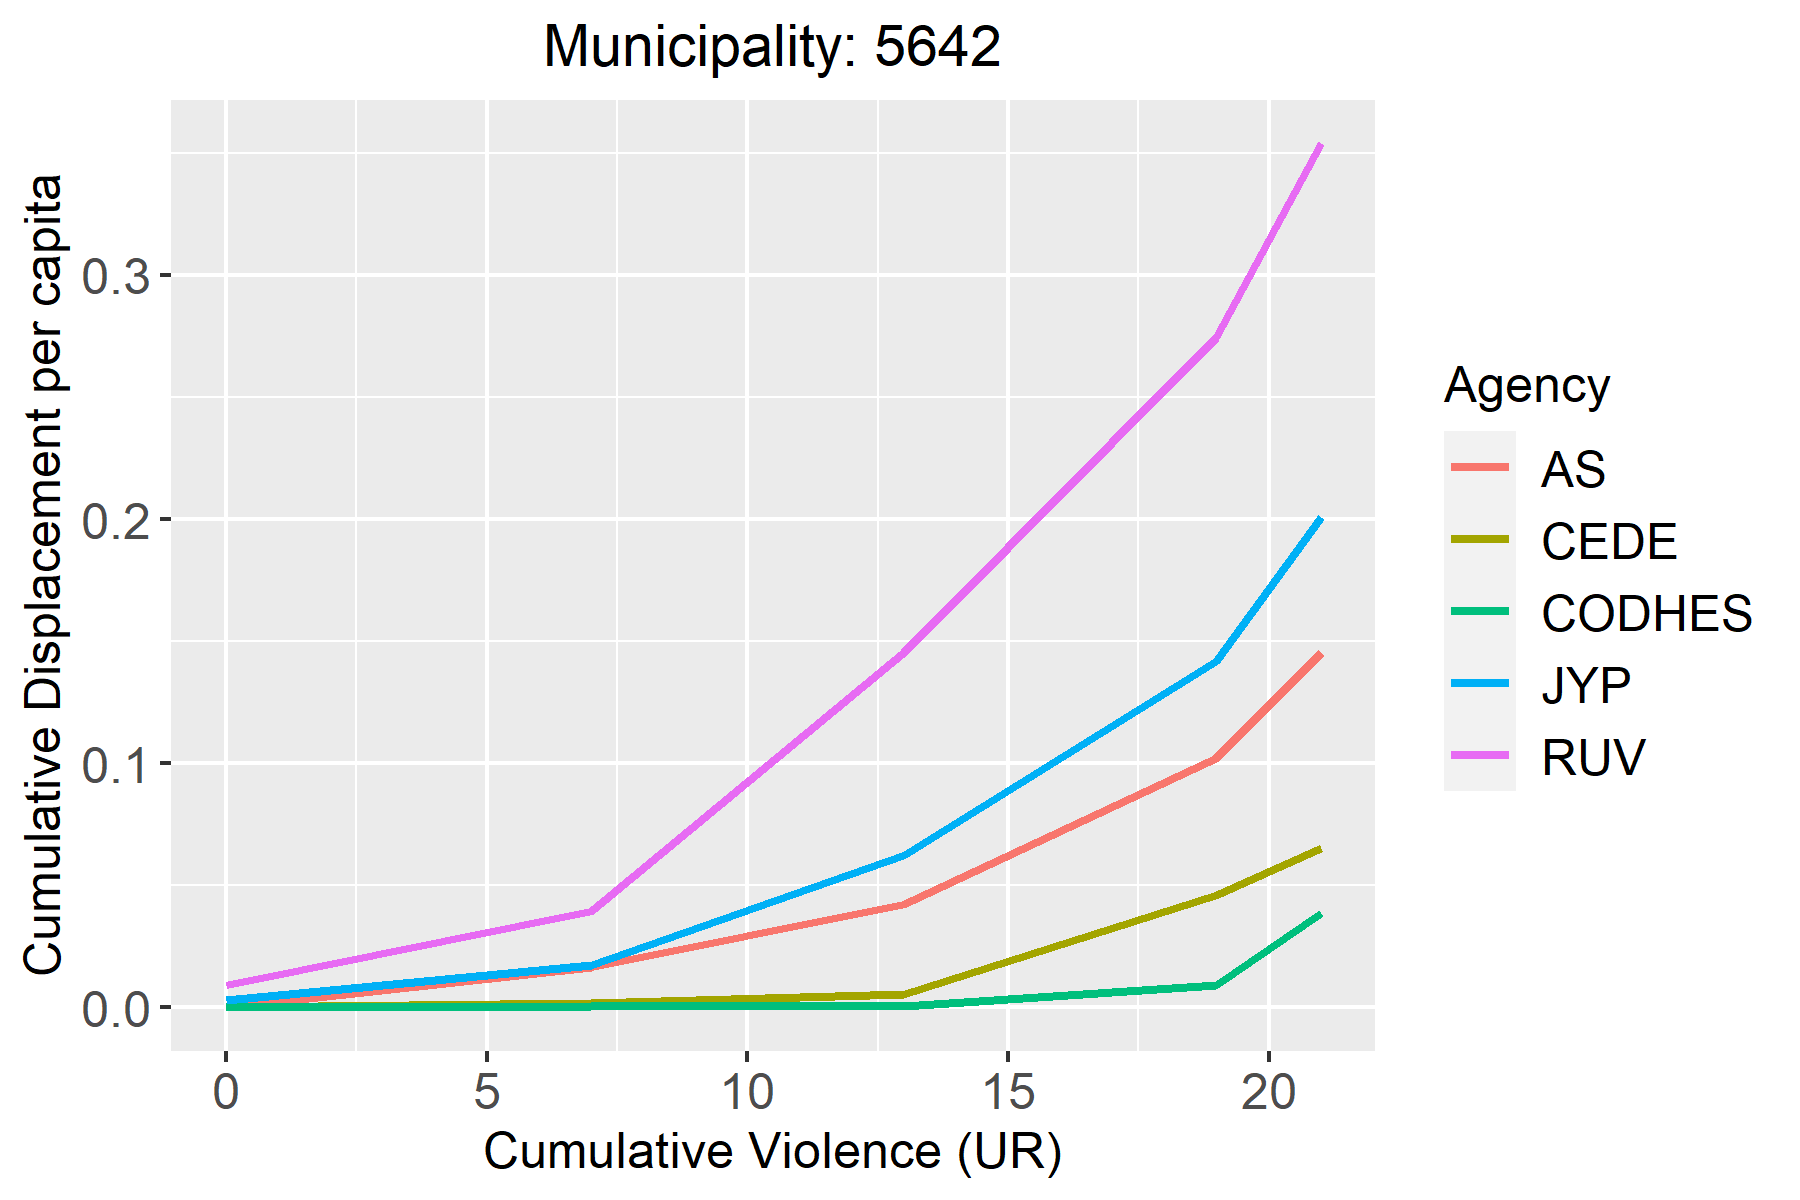 Municipality: 5642
Cumulative Displacement per capita
0.3
0.2
0.1
0.0
0 5 10 15 20
Cumulative Violence (UR)
Agency
AS
CEDE
CODHES
JYP
RUV